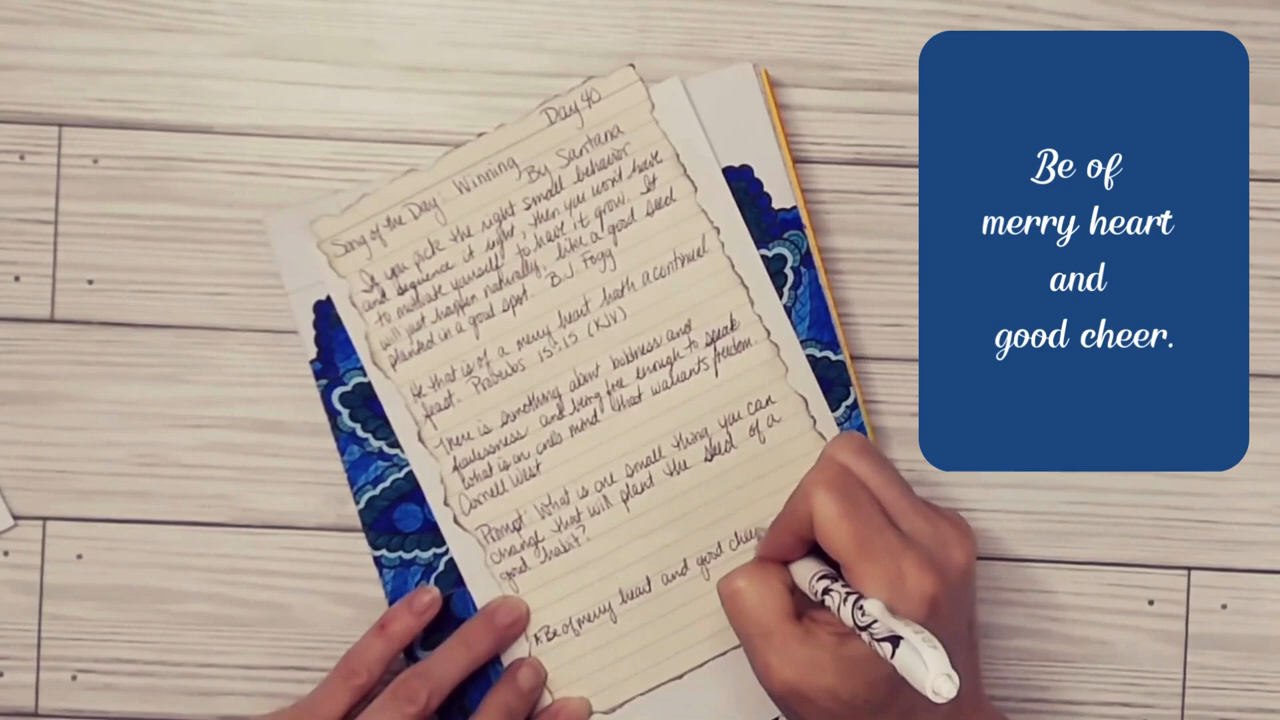 Day 40
Song of the Day: Winning By Santana
If you pick the right small behavior
and sequence it right, then you won't have
to motivate yourself to have it grow. It
will just happen naturally, like a good seed
planted in a good spot. B.J. Fogg
He that is of a merry heart hath a continual
feast. Proverbs 15:15 (KJV)
There is something about boldness and
fearlessness and being free enough to speak
what is on one's mind that warrants freedom.
Cornell West
Prompt: What is one small thing you can
change that will plant the seed of a
good habit?
*Be of merry heart and good cheer
Be of
merry heart
and
good cheer.